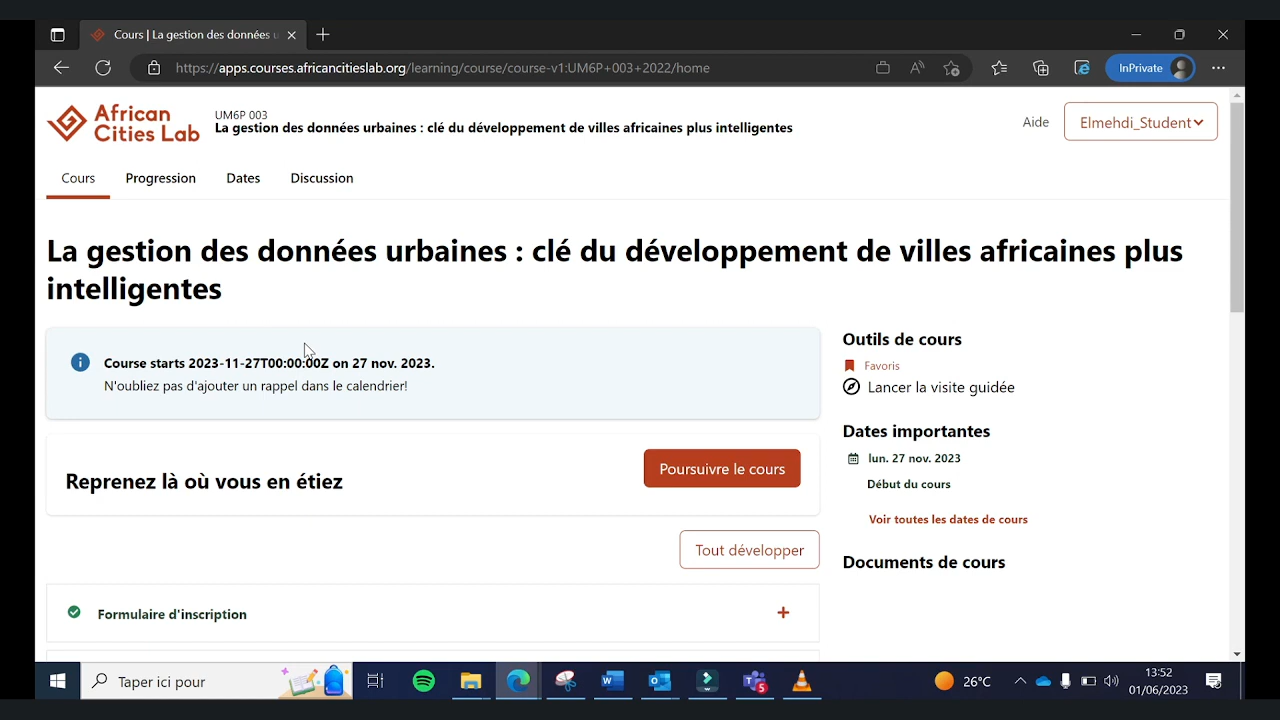 Cours | La gestion des données u
https://apps.courses.africancitieslab.org/learning/course/course-v1:UM6P+003+2022/home
InPrivate
African
Cities Lab
UM6P 003
La gestion des données urbaines : clé du développement de villes africaines plus intelligentes
Aide
Elmehdi_Student
Cours
Progression
Dates
Discussion
La gestion des données urbaines : clé du développement de villes africaines plus
intelligentes
Course starts 2023-11-27T00:00:00Z on 27 nov. 2023.
N'oubliez pas d'ajouter un rappel dans le calendrier!
Reprenez là où vous en étiez
Poursuivre le cours
Tout développer
Formulaire d'inscription
Outils de cours
Favoris
Lancer la visite guidée
Dates importantes
lun. 27 nov. 2023
Début du cours
Voir toutes les dates de cours
Documents de cours
Taper ici pour
5
26°C
13:52
01/06/2023